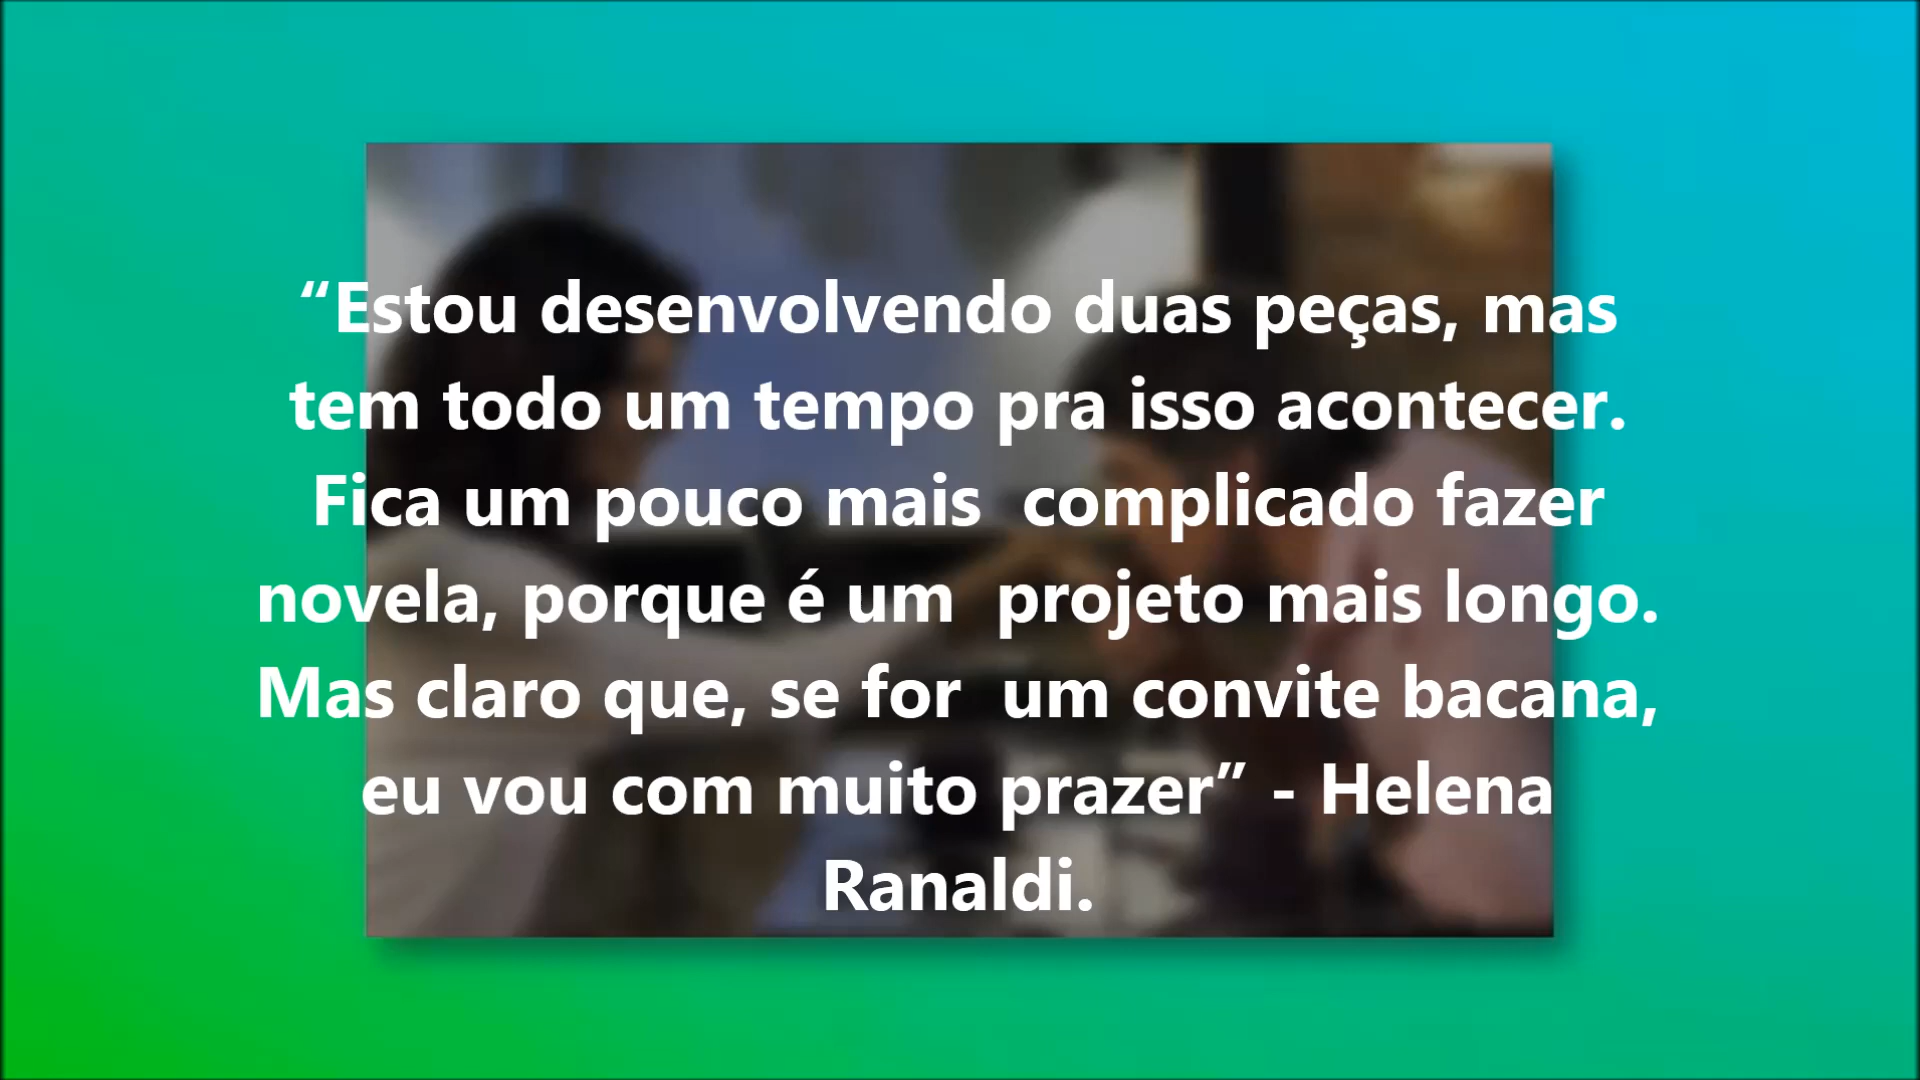 “Estou desenvolvendo duas peças, mas
tem todo um tempo pra isso acontecer.
Fica um pouco mais  complicado fazer
novela, porque é um  projeto mais longo.
Mas claro que, se for  um convite bacana,
eu vou com muito prazer” - Helena
Ranaldi.